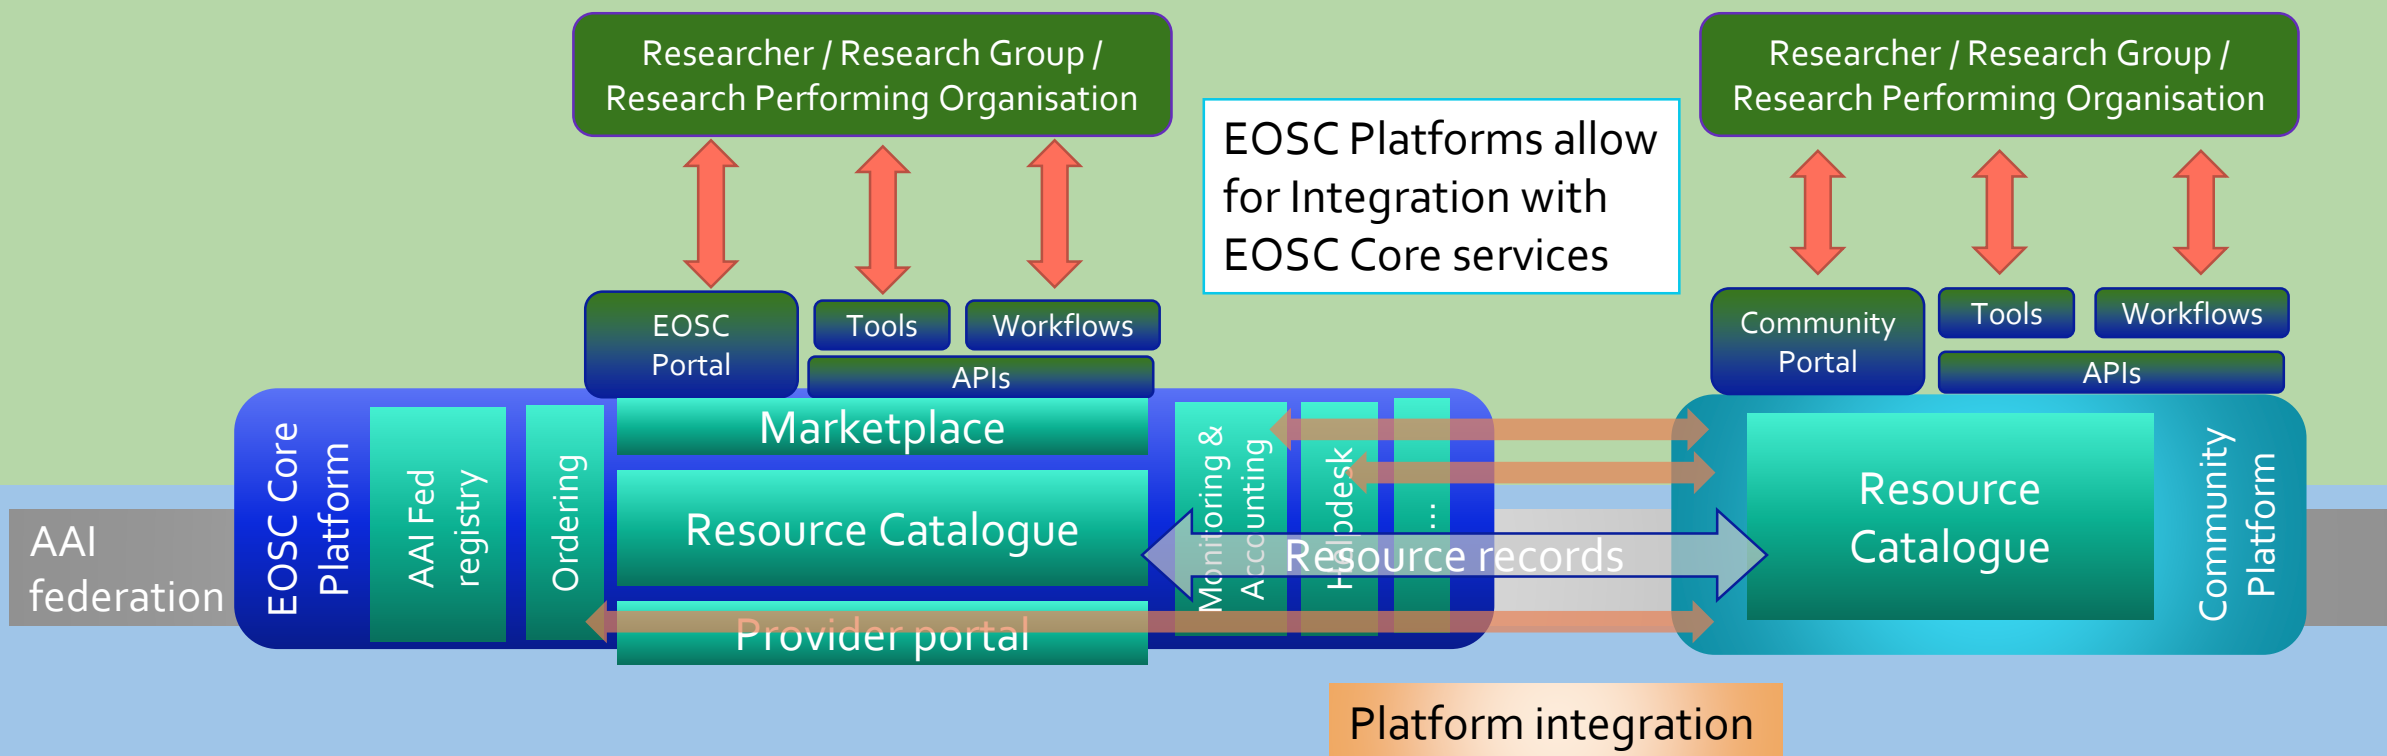 Researcher / Research Group /
Research Performing Organisation
Researcher / Research Group /
Research Performing Organisation
EOSC Platforms allow
for Integration with
EOSC Core services
EOSC
Portal
Tools
Workflows
APIs
Community
Portal
Tools
Workflows
APIs
AAI
federation
EOSC Core
Platform
AAI Fed
registry
Ordering
Marketplace
Resource Catalogue
Provider portal
Monitoring &
Accounting
Helpdesk
...
Resource records
Resource
Catalogue
Community
Platform
Platform integration